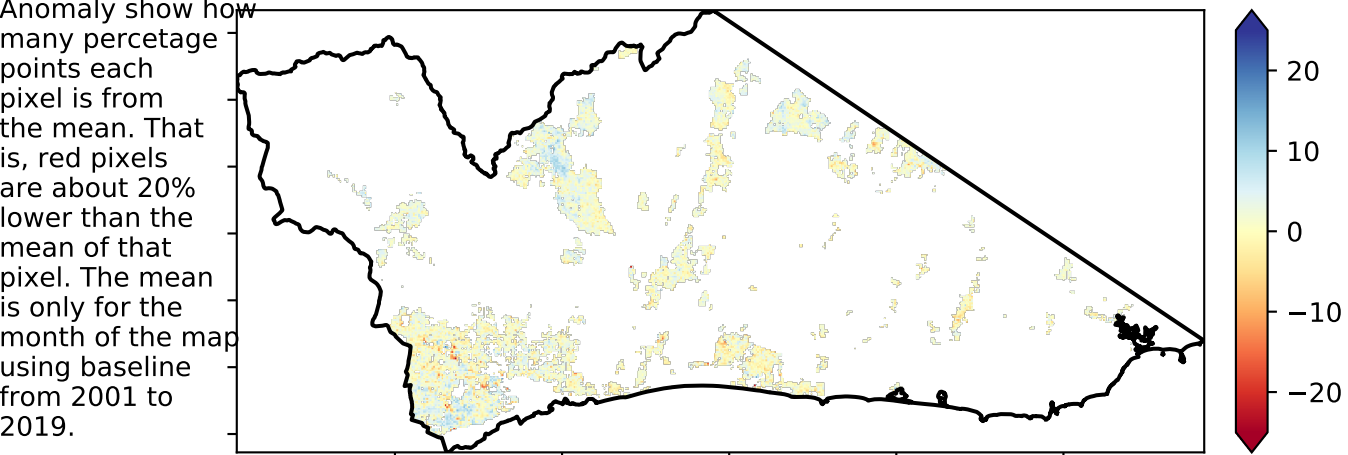 Anomaly show how
many percetage
points each
pixel is from
the mean. That
is, red pixels
are about 20%
lower than the
mean of that
pixel. The mean
is only for the
month of the map
using baseline
from 2001 to
2019.
20
10
0
−10
−20